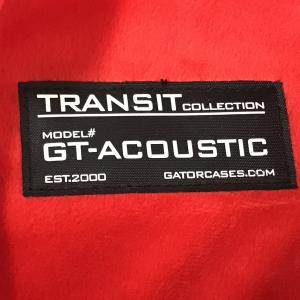 TRANSIT COLLECTION
MODEL#
GT-ACOUSTIC
EST.2000 GATORCASES.COM